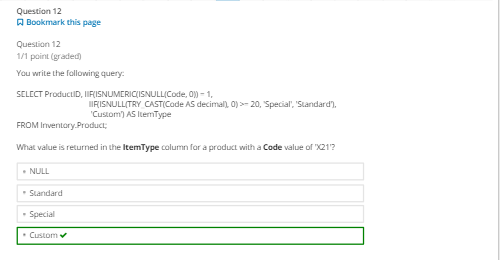 Question 12
Bookmark this page
Question 12
1/1 point (graded)
You write the following query:
SELECT ProductID, IIF(ISNUMERIC(ISNULL(Code, 0)) = 1,
IIF(ISNULL(TRY_CAST(Code AS decimal), 0) >= 20, 'Special', 'Standard'),
'Custom') AS ItemType
FROM Inventory.Product;
What value is returned in the ItemType column for a product with a Code value of 'X21'?
NULL
Standard
Special
Custom ✔